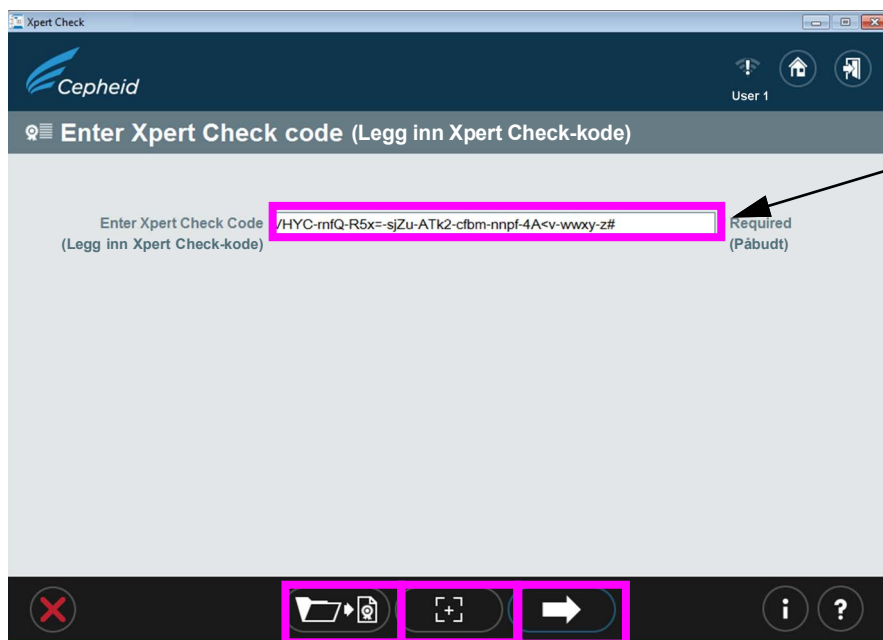 Xpert Check
Cepheid
User 1
Enter Xpert Check code (Legg inn Xpert Check-kode)
Enter Xpert Check Code /HYC-rnfQ-R5x=-sjZu-ATk2-cfbm-nnpf-4A<v-wwxy-z# Required
(Legg inn Xpert Check-kode) (Påbudt)
i ?